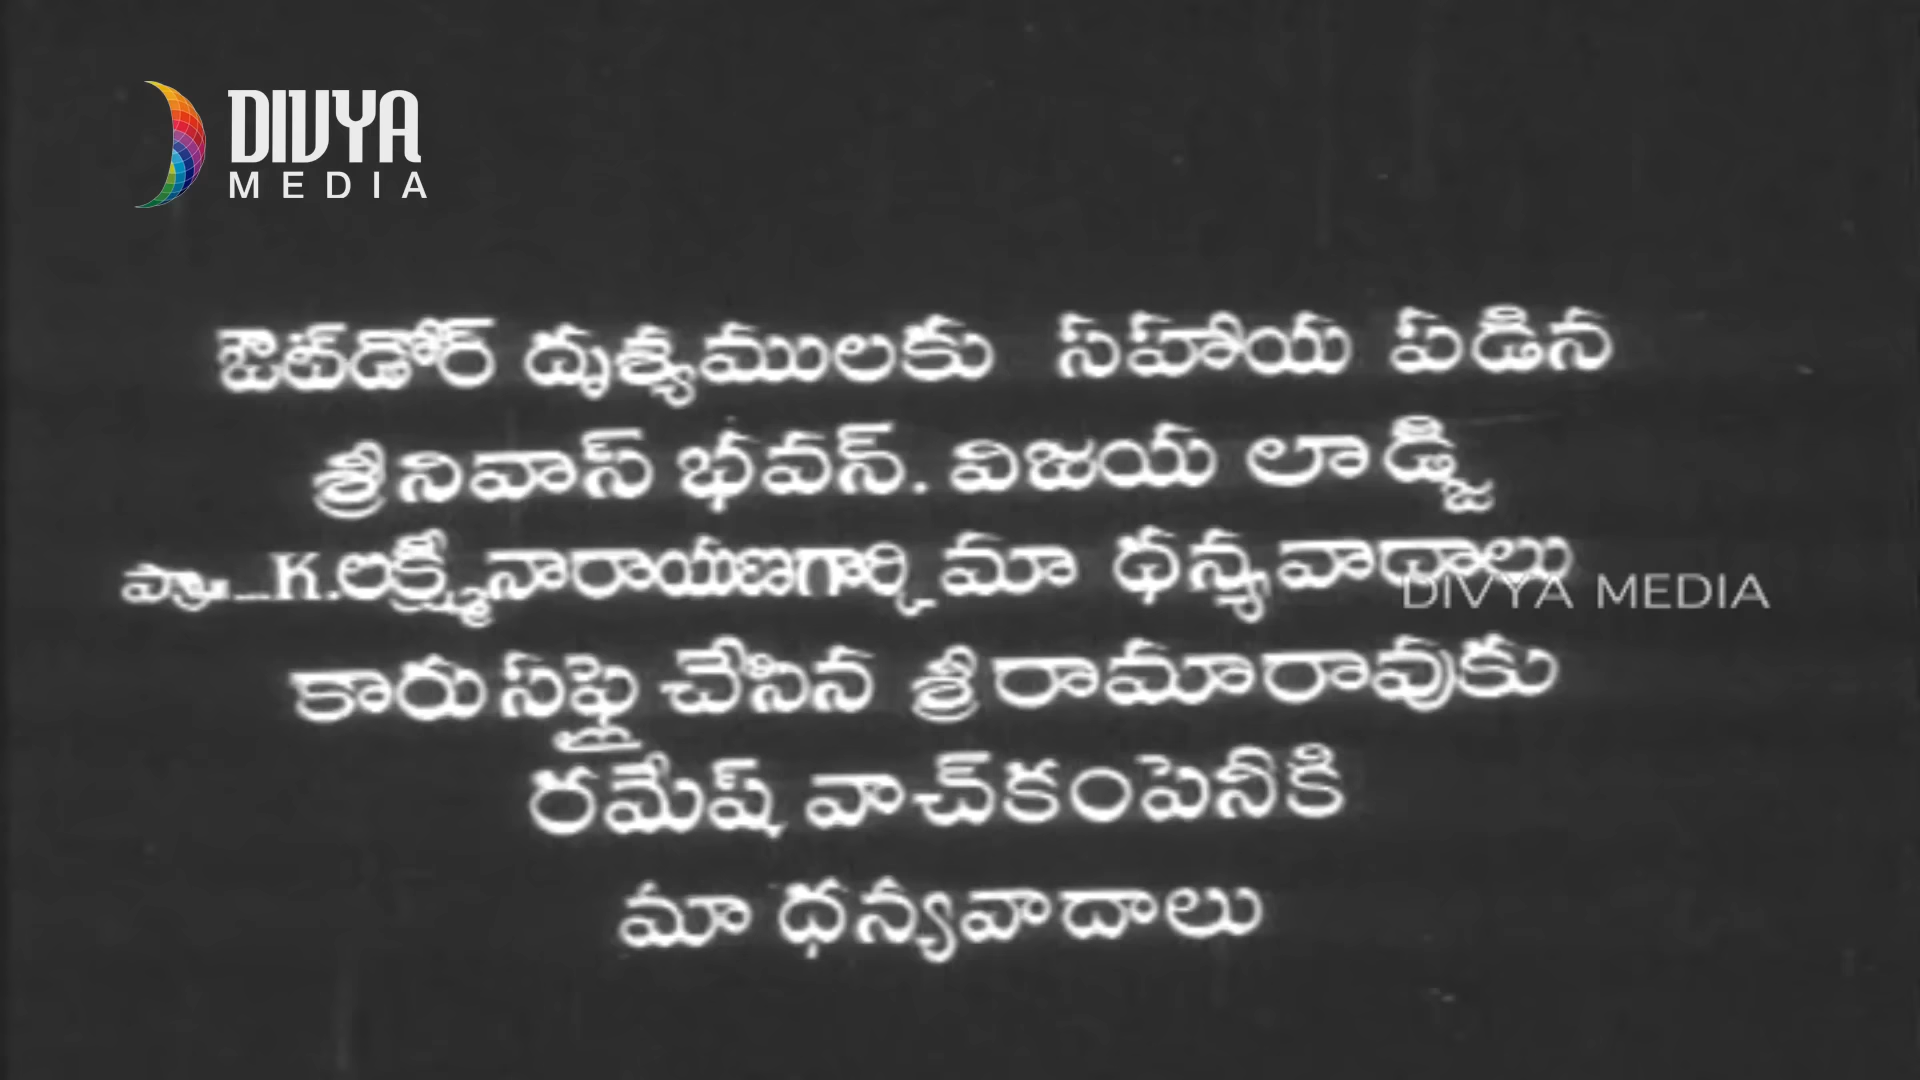 DIVYA
MEDIA
ఔట్‌డోర్ దృశ్యములకు సహాయ పడిన
శ్రీనివాస్ భవన్. విజయ లాడ్జి
ప్రొ॥_K.లక్ష్మీనారాయణగార్కి మా ధన్యవాదాలు
DIVYA MEDIA
కారు సప్లై చేసిన శ్రీ రామారావుకు
రమేష్ వాచ్‌కంపెనీకి
మా ధన్యవాదాలు